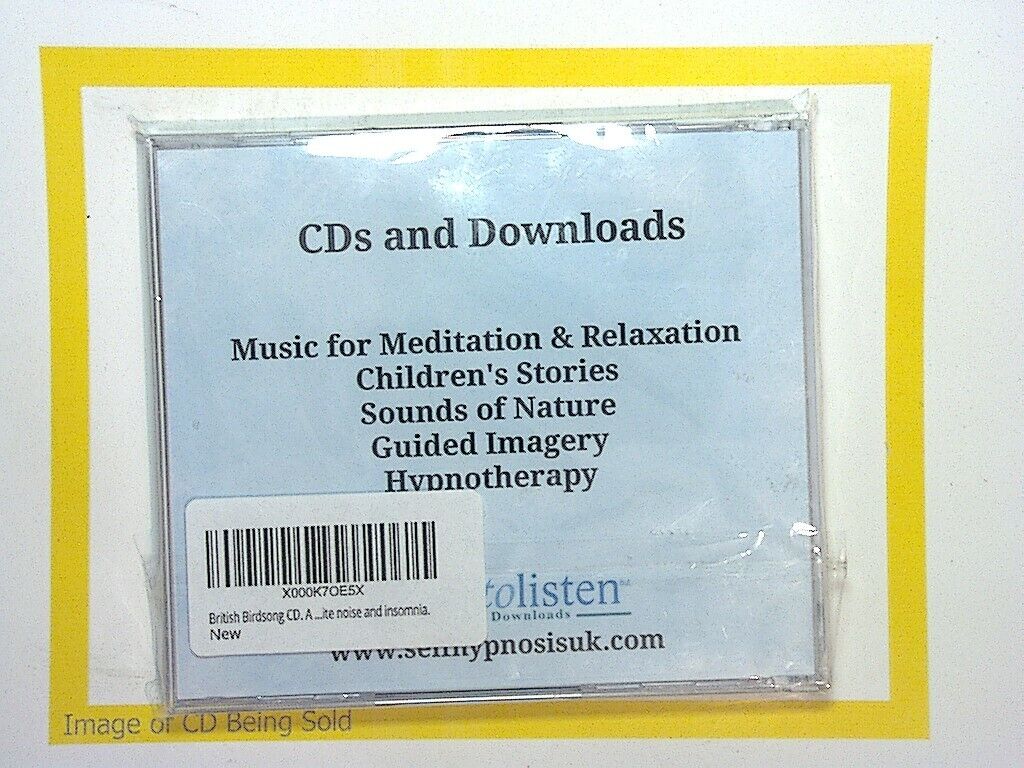 CDs and Downloads
Music for Meditation & Relaxation
Children's Stories
Sounds of Nature
Guided Imagery
Hypnotherapy
X000K7OE5X
British Birdsong CD. A ...ite noise and insomnia.
New
tolisten
Downloads
www.selfhypnosisuk.com
Image of CD Being Sold